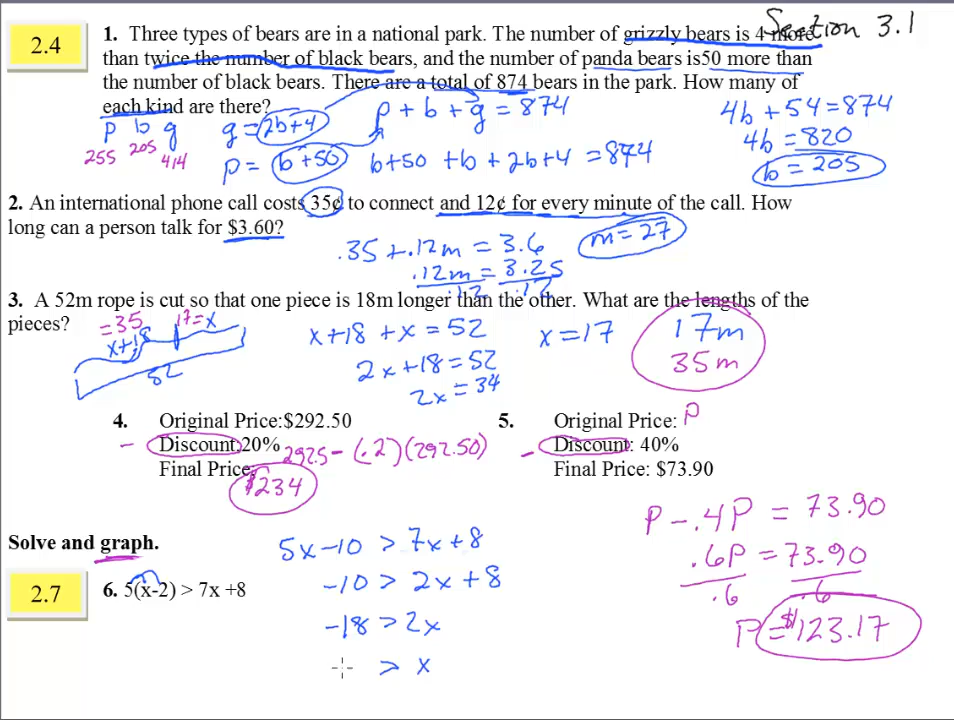 Section 3.1
2.4
1. Three types of bears are in a national park. The number of grizzly bears is 4 more
than twice the number of black bears, and the number of panda bears is50 more than
the number of black bears. There are a total of 874 bears in the park. How many of
each kind are there?
p b g
255 205 414
g = 2b+4
p = b+50
p + b + g = 874
b+50 + b + 2b+4 = 874
4b + 54 = 874
4b = 820
b = 205
2. An international phone call costs 35¢ to connect and 12¢ for every minute of the call. How
long can a person talk for $3.60?
.35 + .12m = 3.6
.12m = 3.25
.12 .12
m = 27
3. A 52m rope is cut so that one piece is 18m longer than the other. What are the lengths of the
pieces?
=35 17=x
x+18
52
x+18 + x = 52
2x+18 = 52
2x = 34
x = 17
17m
35m
4. Original Price:$292.50
Discount 20%
Final Price:
292.5 - (.2)(292.50)
$234
5. Original Price: P
Discount: 40%
Final Price: $73.90
P - .4P = 73.90
.6P = 73.90
.6 .6
P = $123.17
Solve and graph.
2.7
6. 5(x-2) > 7x +8
5x-10 > 7x+8
-10 > 2x+8
-18 > 2x
> x